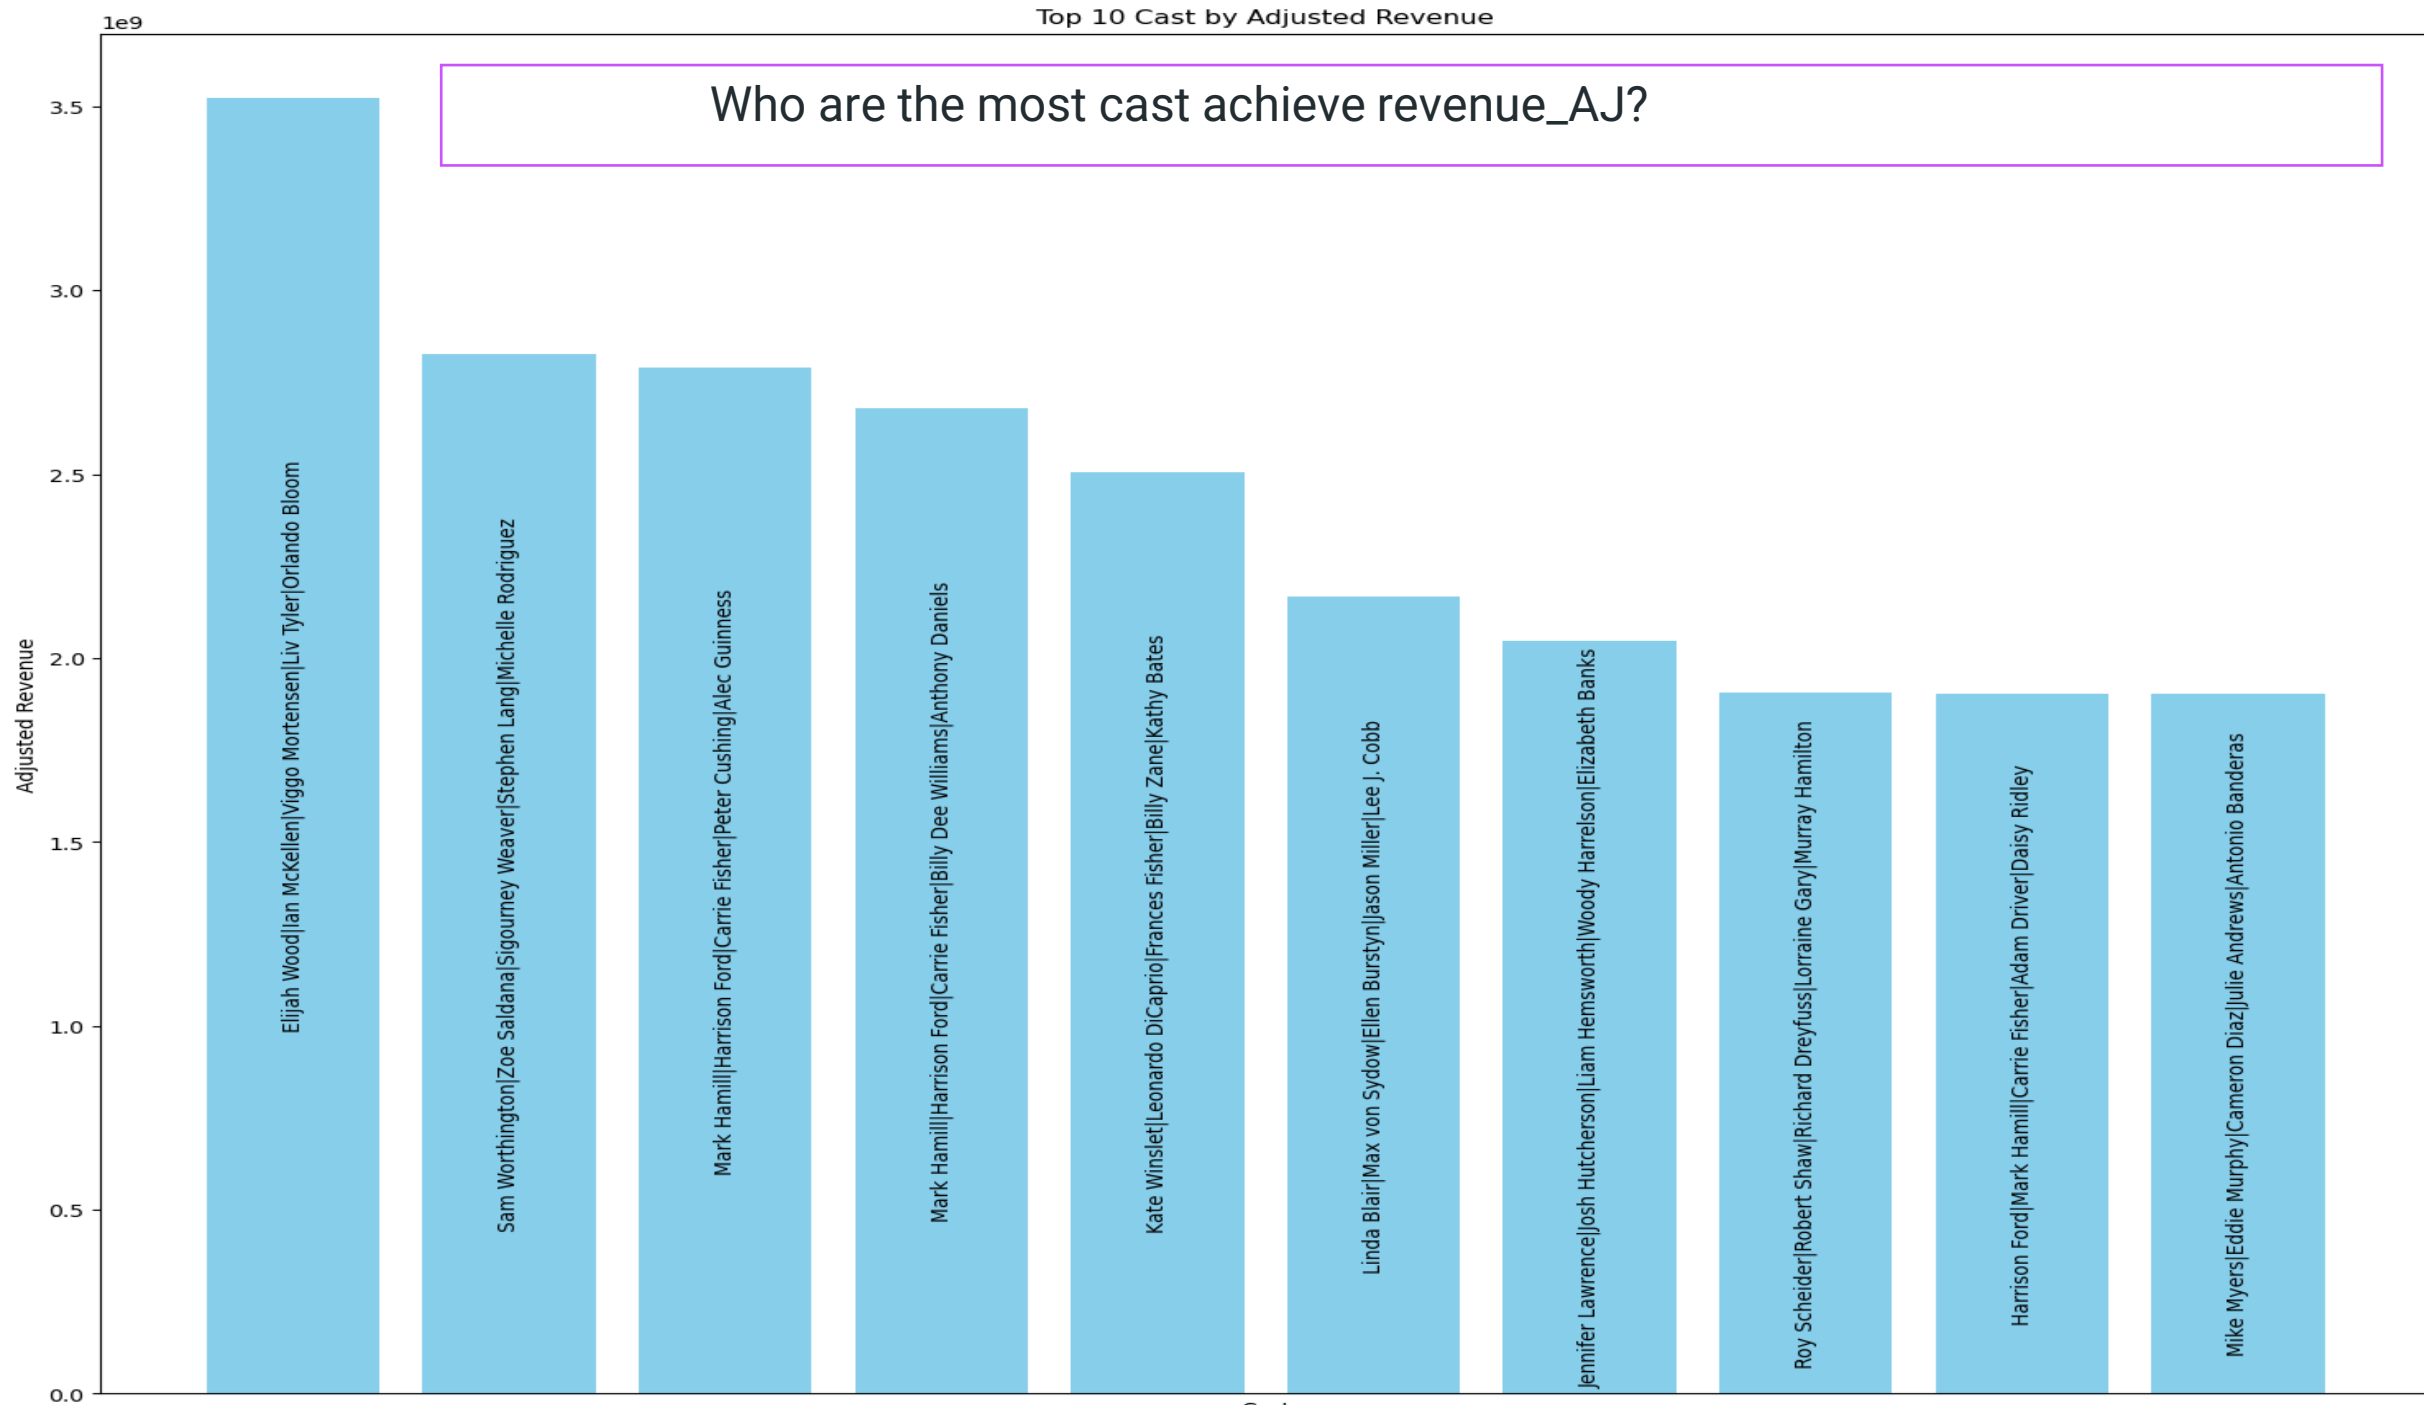 Top 10 Cast by Adjusted Revenue
1e9
Who are the most cast achieve revenue_AJ?
3.5
3.0
2.5
2.0
1.5
1.0
0.5
0.0
Adjusted Revenue
Elijah Wood|Ian McKellen|Viggo Mortensen|Liv Tyler|Orlando Bloom
Sam Worthington|Zoe Saldana|Sigourney Weaver|Stephen Lang|Michelle Rodriguez
Mark Hamill|Harrison Ford|Carrie Fisher|Peter Cushing|Alec Guinness
Mark Hamill|Harrison Ford|Carrie Fisher|Billy Dee Williams|Anthony Daniels
Kate Winslet|Leonardo DiCaprio|Frances Fisher|Billy Zane|Kathy Bates
Linda Blair|Max von Sydow|Ellen Burstyn|Jason Miller|Lee J. Cobb
Jennifer Lawrence|Josh Hutcherson|Liam Hemsworth|Woody Harrelson|Elizabeth Banks
Roy Scheider|Robert Shaw|Richard Dreyfuss|Lorraine Gary|Murray Hamilton
Harrison Ford|Mark Hamill|Carrie Fisher|Adam Driver|Daisy Ridley
Mike Myers|Eddie Murphy|Cameron Diaz|Julie Andrews|Antonio Banderas